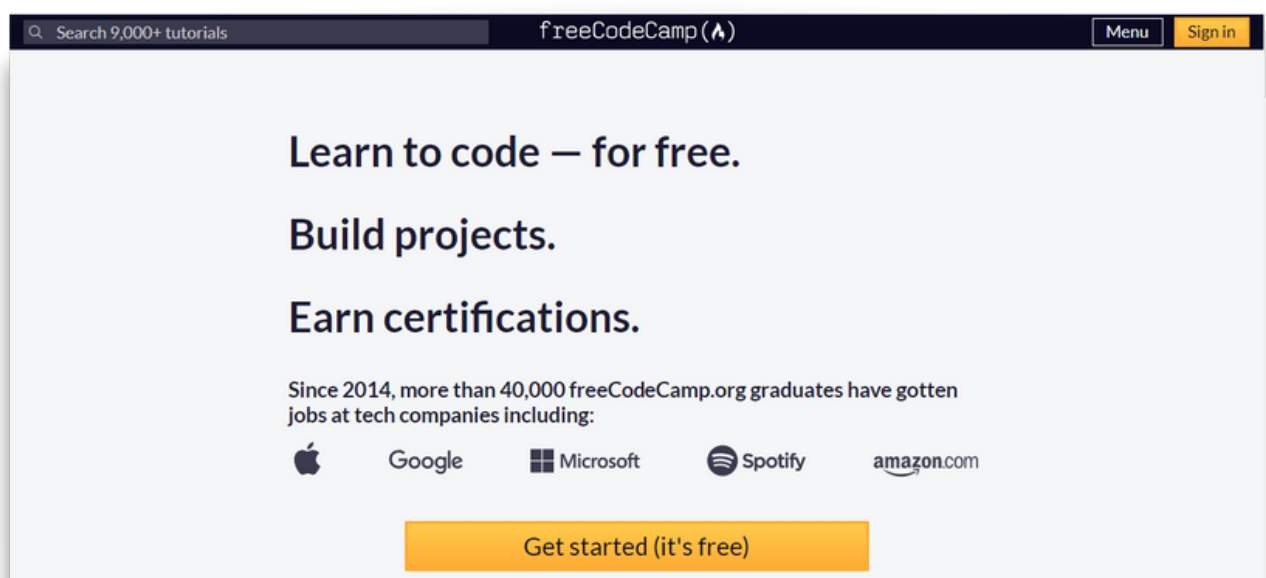 Search 9,000+ tutorials
freeCodeCamp
Menu
Sign in
Learn to code — for free.
Build projects.
Earn certifications.
Since 2014, more than 40,000 freeCodeCamp.org graduates have gotten
jobs at tech companies including:
Google
Microsoft
Spotify
amazon.com
Get started (it's free)